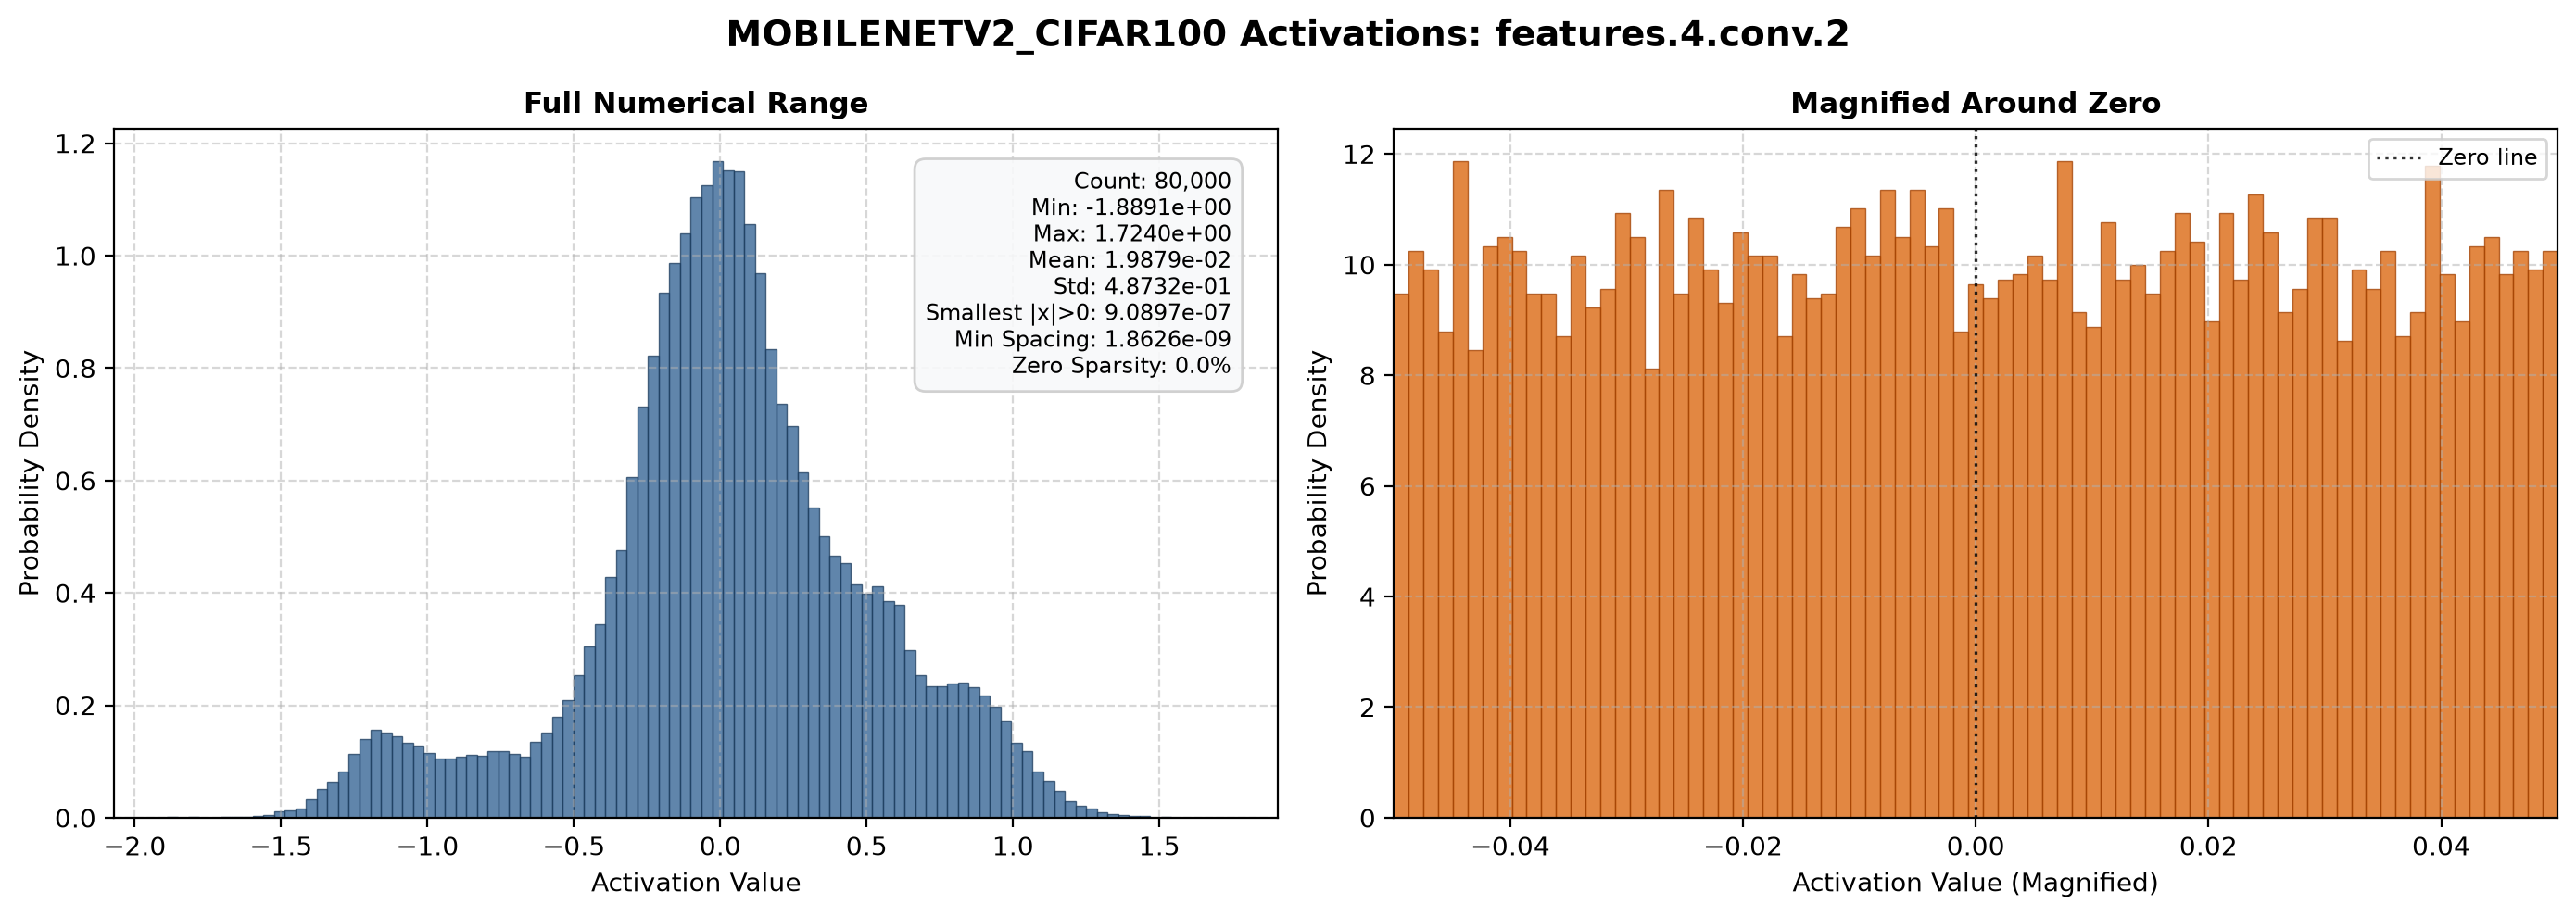 MOBILENETV2_CIFAR100 Activations: features.4.conv.2
Full Numerical Range
Probability Density
1.2
1.0
0.8
0.6
0.4
0.2
0.0
Count: 80,000
Min: -1.8891e+00
Max: 1.7240e+00
Mean: 1.9879e-02
Std: 4.8732e-01
Smallest |x|>0: 9.0897e-07
Min Spacing: 1.8626e-09
Zero Sparsity: 0.0%
−2.0 −1.5 −1.0 −0.5 0.0 0.5 1.0 1.5
Activation Value
Magnified Around Zero
Probability Density
12
10
8
6
4
2
0
Zero line
−0.04 −0.02 0.00 0.02 0.04
Activation Value (Magnified)